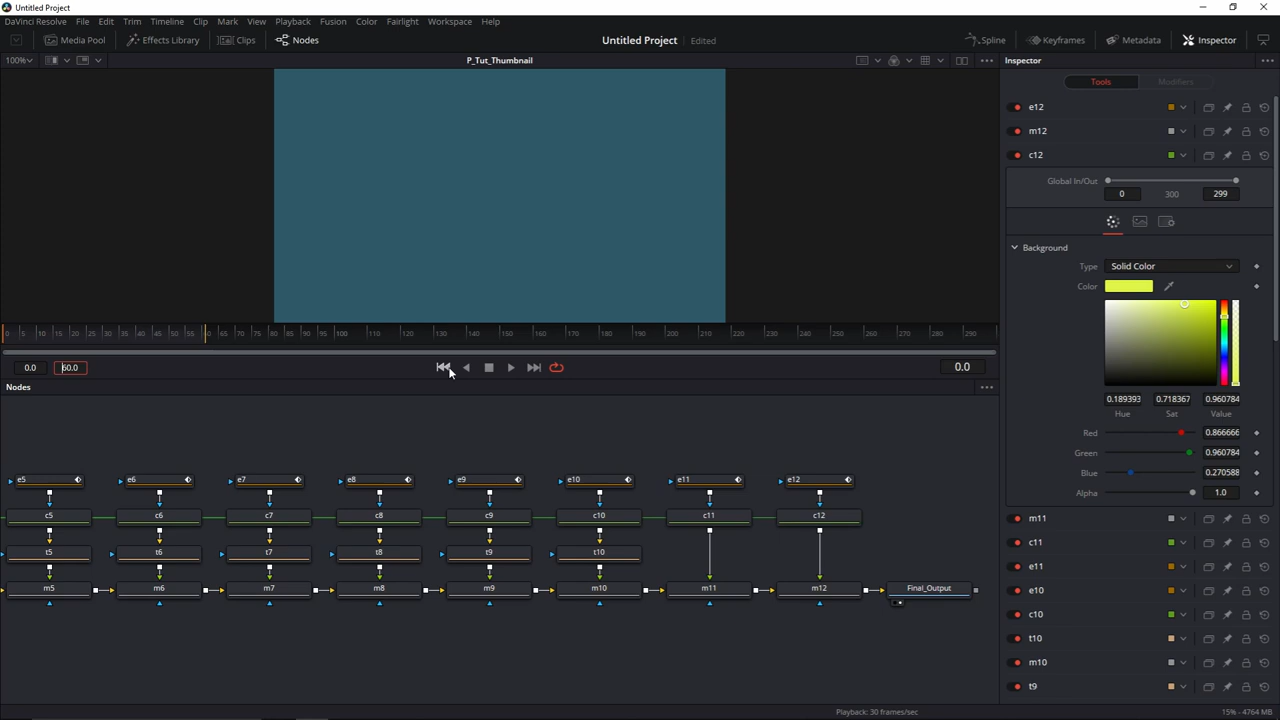 Untitled Project
DaVinci Resolve File Edit Trim Timeline Clip Mark View Playback Fusion Color Fairlight Workspace Help
Media Pool Effects Library Clips Nodes Untitled Project Edited Spline Keyframes Metadata Inspector
100% P_Tut_Thumbnail Inspector
Tools Modifiers
e12
m12
c12
Global In/Out
0 300 299
Background
Type Solid Color
Color
0 5 10 15 20 25 30 35 40 45 50 55 65 70 75 80 85 90 95 100 110 120 130 140 150 160 170 180 190 200 210 220 230 240 250 260 270 280 290
0.0 60.0 0.0
Nodes
0.189393 0.718367 0.960784
Hue Sat Value
Red 0.866666
Green 0.960784
Blue 0.270588
Alpha 1.0
e5 e6 e7 e8 e9 e10 e11 e12
c5 c6 c7 c8 c9 c10 c11 c12
t5 t6 t7 t8 t9 t10
m5 m6 m7 m8 m9 m10 m11 m12 Final_Output
m11
c11
e11
e10
c10
t10
m10
t9
Playback: 30 frames/sec 15% - 4764 MB